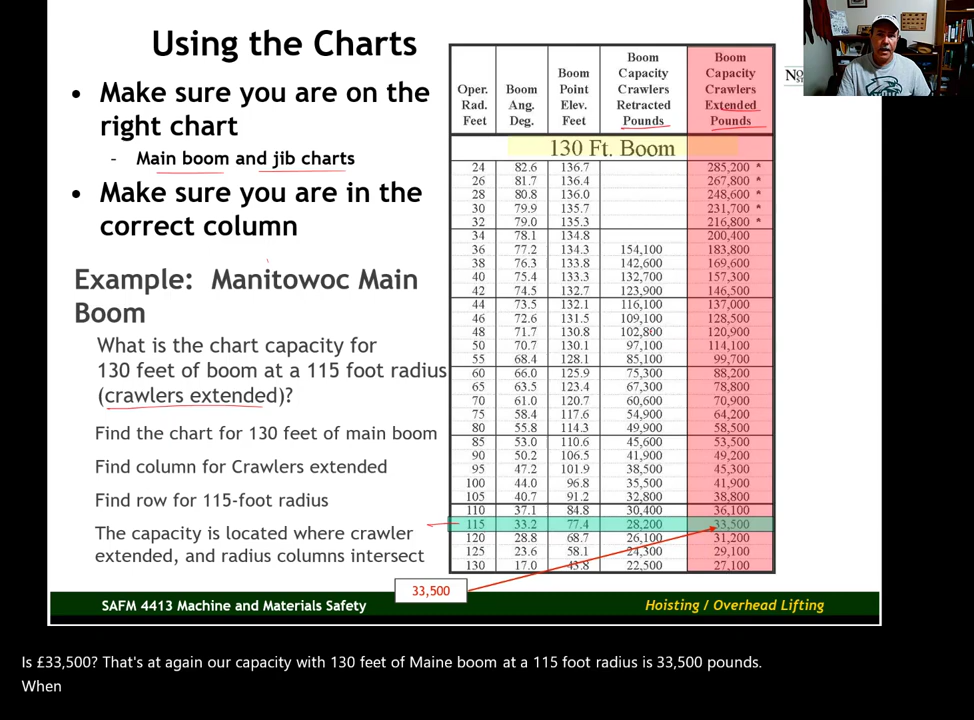 Using the Charts
• Make sure you are on the
right chart
- Main boom and jib charts
• Make sure you are in the
correct column
Example: Manitowoc Main
Boom
What is the chart capacity for
130 feet of boom at a 115 foot radius
(crawlers extended)?
Find the chart for 130 feet of main boom
Find column for Crawlers extended
Find row for 115-foot radius
The capacity is located where crawler
extended, and radius columns intersect
Oper. Rad. Feet | Boom Ang. Deg. | Boom Point Elev. Feet | Boom Capacity Crawlers Retracted Pounds | Boom Capacity Crawlers Extended Pounds
130 Ft. Boom
24 82.6 136.7 285,200 *
26 81.7 136.4 267,800 *
28 80.8 136.0 248,600 *
30 79.9 135.7 231,700 *
32 79.0 135.3 216,800 *
34 78.1 134.8 200,400
36 77.2 134.3 154,100 183,800
38 76.3 133.8 142,600 169,600
40 75.4 133.3 132,700 157,300
42 74.5 132.7 123,900 146,500
44 73.5 132.1 116,100 137,000
46 72.6 131.5 109,100 128,500
48 71.7 130.8 102,800 120,900
50 70.7 130.1 97,100 114,100
55 68.4 128.1 85,100 99,700
60 66.0 125.9 75,300 88,200
65 63.5 123.4 67,300 78,800
70 61.0 120.7 60,600 70,900
75 58.4 117.6 54,900 64,200
80 55.8 114.3 49,900 58,500
85 53.0 110.6 45,600 53,500
90 50.2 106.5 41,900 49,200
95 47.2 101.9 38,500 45,300
100 44.0 96.8 35,500 41,900
105 40.7 91.2 32,800 38,800
110 37.1 84.8 30,400 36,100
115 33.2 77.4 28,200 33,500
120 28.8 68.7 26,100 31,200
125 23.6 58.1 24,300 29,100
130 17.0 43.8 22,500 27,100
33,500
SAFM 4413 Machine and Materials Safety
Hoisting / Overhead Lifting
Is £33,500? That's at again our capacity with 130 feet of Maine boom at a 115 foot radius is 33,500 pounds.
When